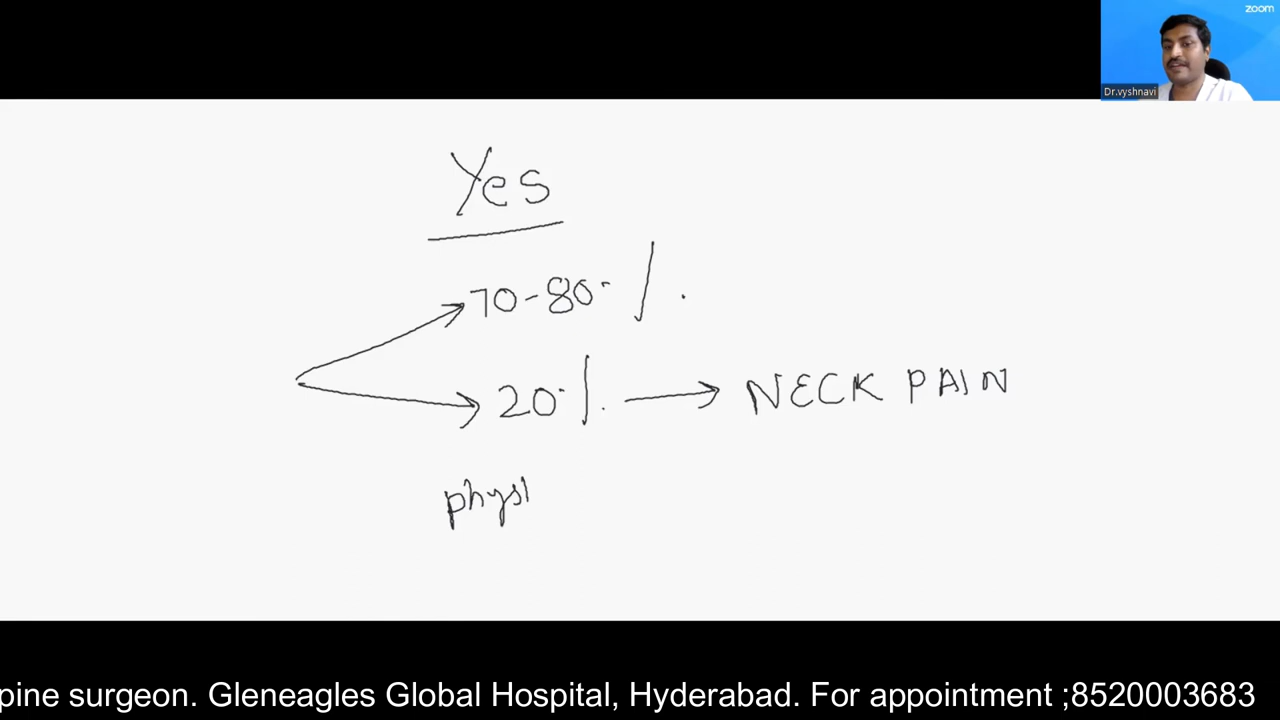 zoom
Dr.vyshnavi
Yes
70-80%.
20%. → NECK PAIN
physi
pine surgeon. Gleneagles Global Hospital, Hyderabad. For appointment ;8520003683